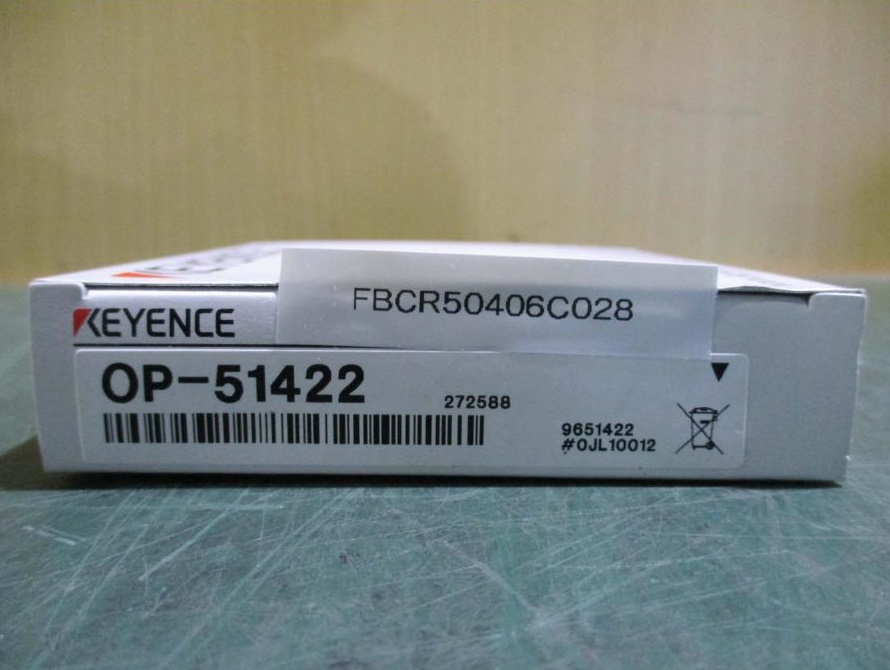 FBCR50406C028
KEYENCE
OP-51422
272588
9651422
#0JL10012